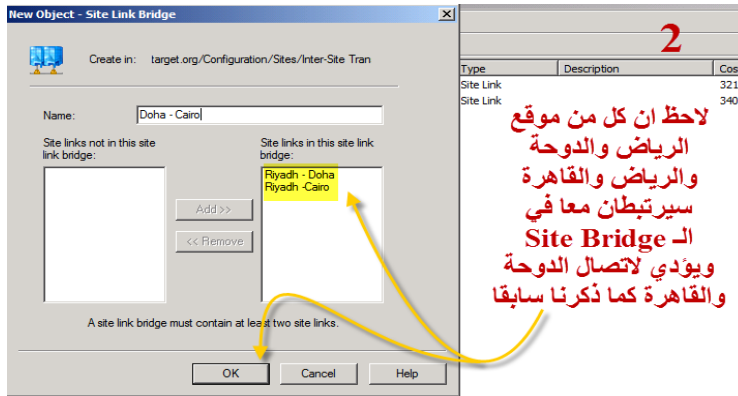 New Object - Site Link Bridge
Create in: target.org/Configuration/Sites/Inter-Site Tran
Name: Doha - Cairo
Site links not in this site
link bridge:
Site links in this site link
bridge:
Riyadh - Doha
Riyadh -Cairo
Add >>
<< Remove
A site link bridge must contain at least two site links.
OK Cancel Help
2
Type Description Cos
Site Link 321
Site Link 340
لاحظ ان كل من موقع
الرياض والدوحة
والرياض والقاهرة
سيرتبطان معا في
الـ Site Bridge
ويؤدي لاتصال الدوحة
والقاهرة كما ذكرنا سابقا